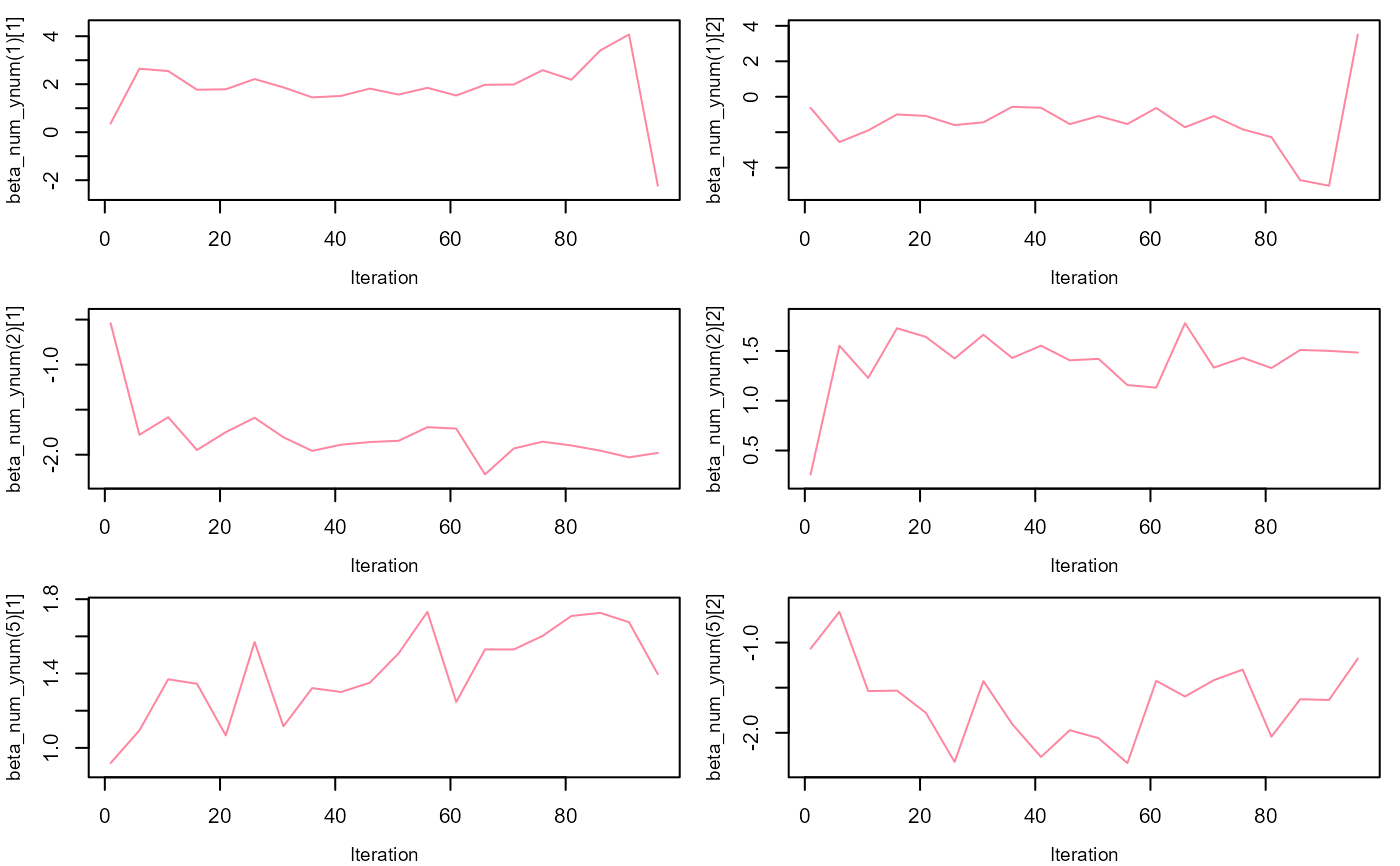 beta_num_ynum(1)[1]
4
2
0
-2
0 20 40 60 80
Iteration
beta_num_ynum(1)[2]
4
2
0
-4
0 20 40 60 80
Iteration
beta_num_ynum(2)[1]
-1.0
-2.0
0 20 40 60 80
Iteration
beta_num_ynum(2)[2]
1.5
1.0
0.5
0 20 40 60 80
Iteration
beta_num_ynum(5)[1]
1.8
1.4
1.0
0 20 40 60 80
Iteration
beta_num_ynum(5)[2]
-1.0
-2.0
0 20 40 60 80
Iteration